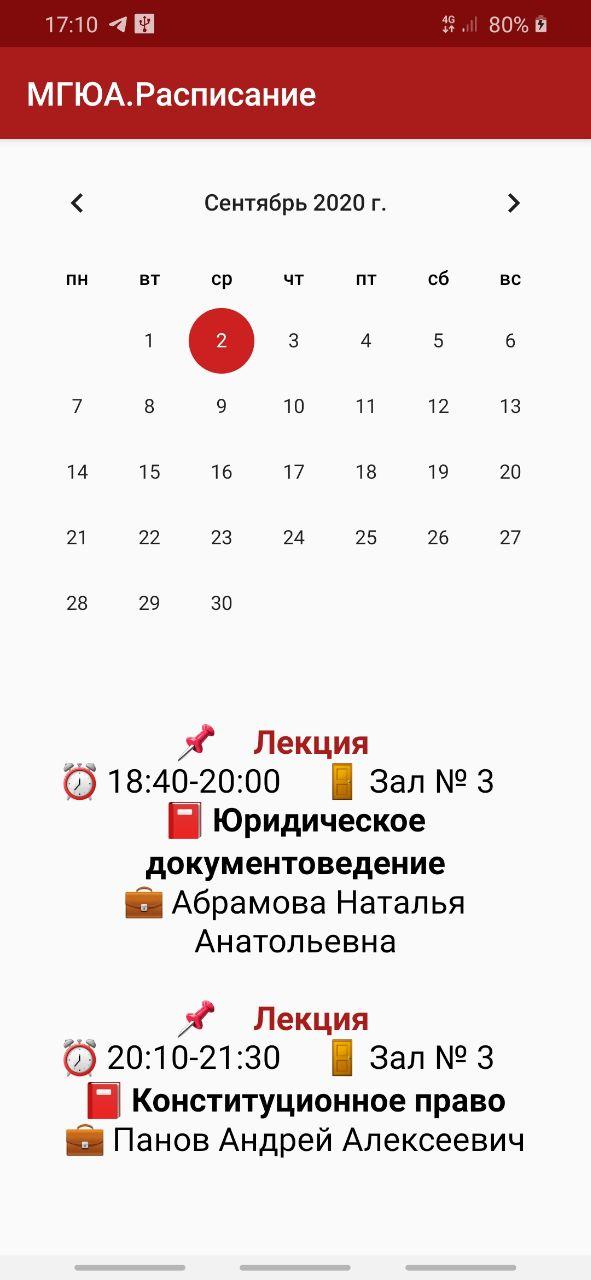 17:10 4G 80%
МГЮА.Расписание
Сентябрь 2020 г.
пн вт ср чт пт сб вс
1 2 3 4 5 6
7 8 9 10 11 12 13
14 15 16 17 18 19 20
21 22 23 24 25 26 27
28 29 30
Лекция
18:40-20:00 Зал № 3
Юридическое
документоведение
Абрамова Наталья
Анатольевна
Лекция
20:10-21:30 Зал № 3
Конституционное право
Панов Андрей Алексеевич